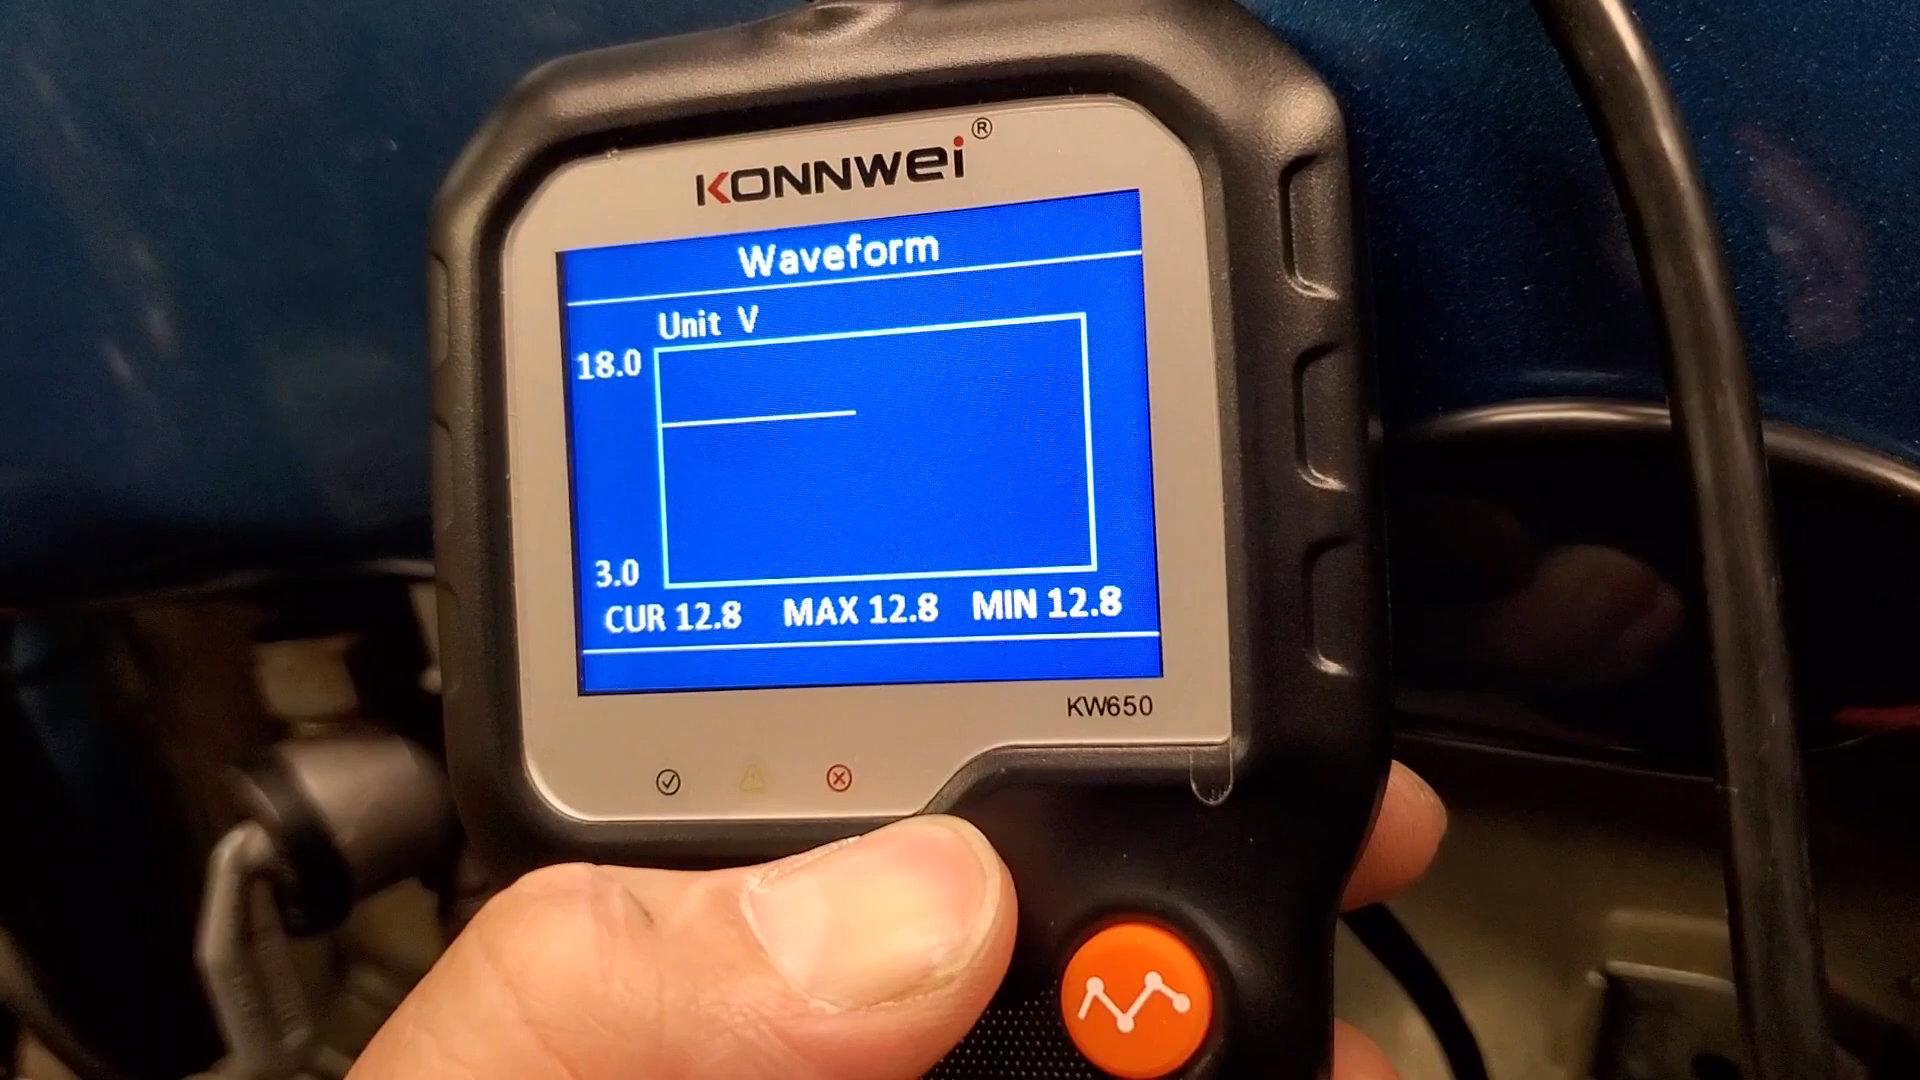 KONNWEI®
Waveform
Unit V
18.0
3.0
CUR 12.8 MAX 12.8 MIN 12.8
KW650